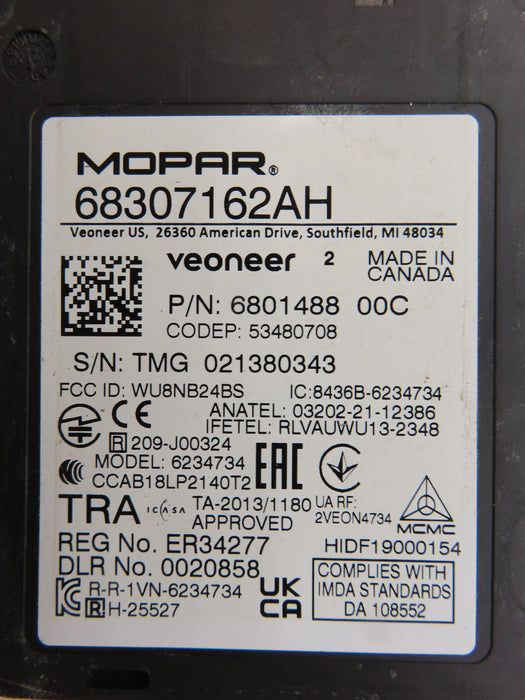 MOPAR®
68307162AH
Veoneer US, 26360 American Drive, Southfield, MI 48034
veoneer 2 MADE IN
CANADA
P/N: 6801488 00C
CODEP: 53480708
S/N: TMG 021380343
FCC ID: WU8NB24BS IC:8436B-6234734
CE ANATEL: 03202-21-12386
IFETEL: RLVAUWU13-2348
R 209-J00324
MODEL: 6234734 EAC
CCAB18LP2140T2
TRA ICASA TA-2013/1180 UA RF:
APPROVED 2VEON4734 MCMC
REG No. ER34277 HIDF19000154
DLR No. 0020858
COMPLIES WITH
IMDA STANDARDS
DA 108552
R-R-1VN-6234734 UK
R H-25527 CA